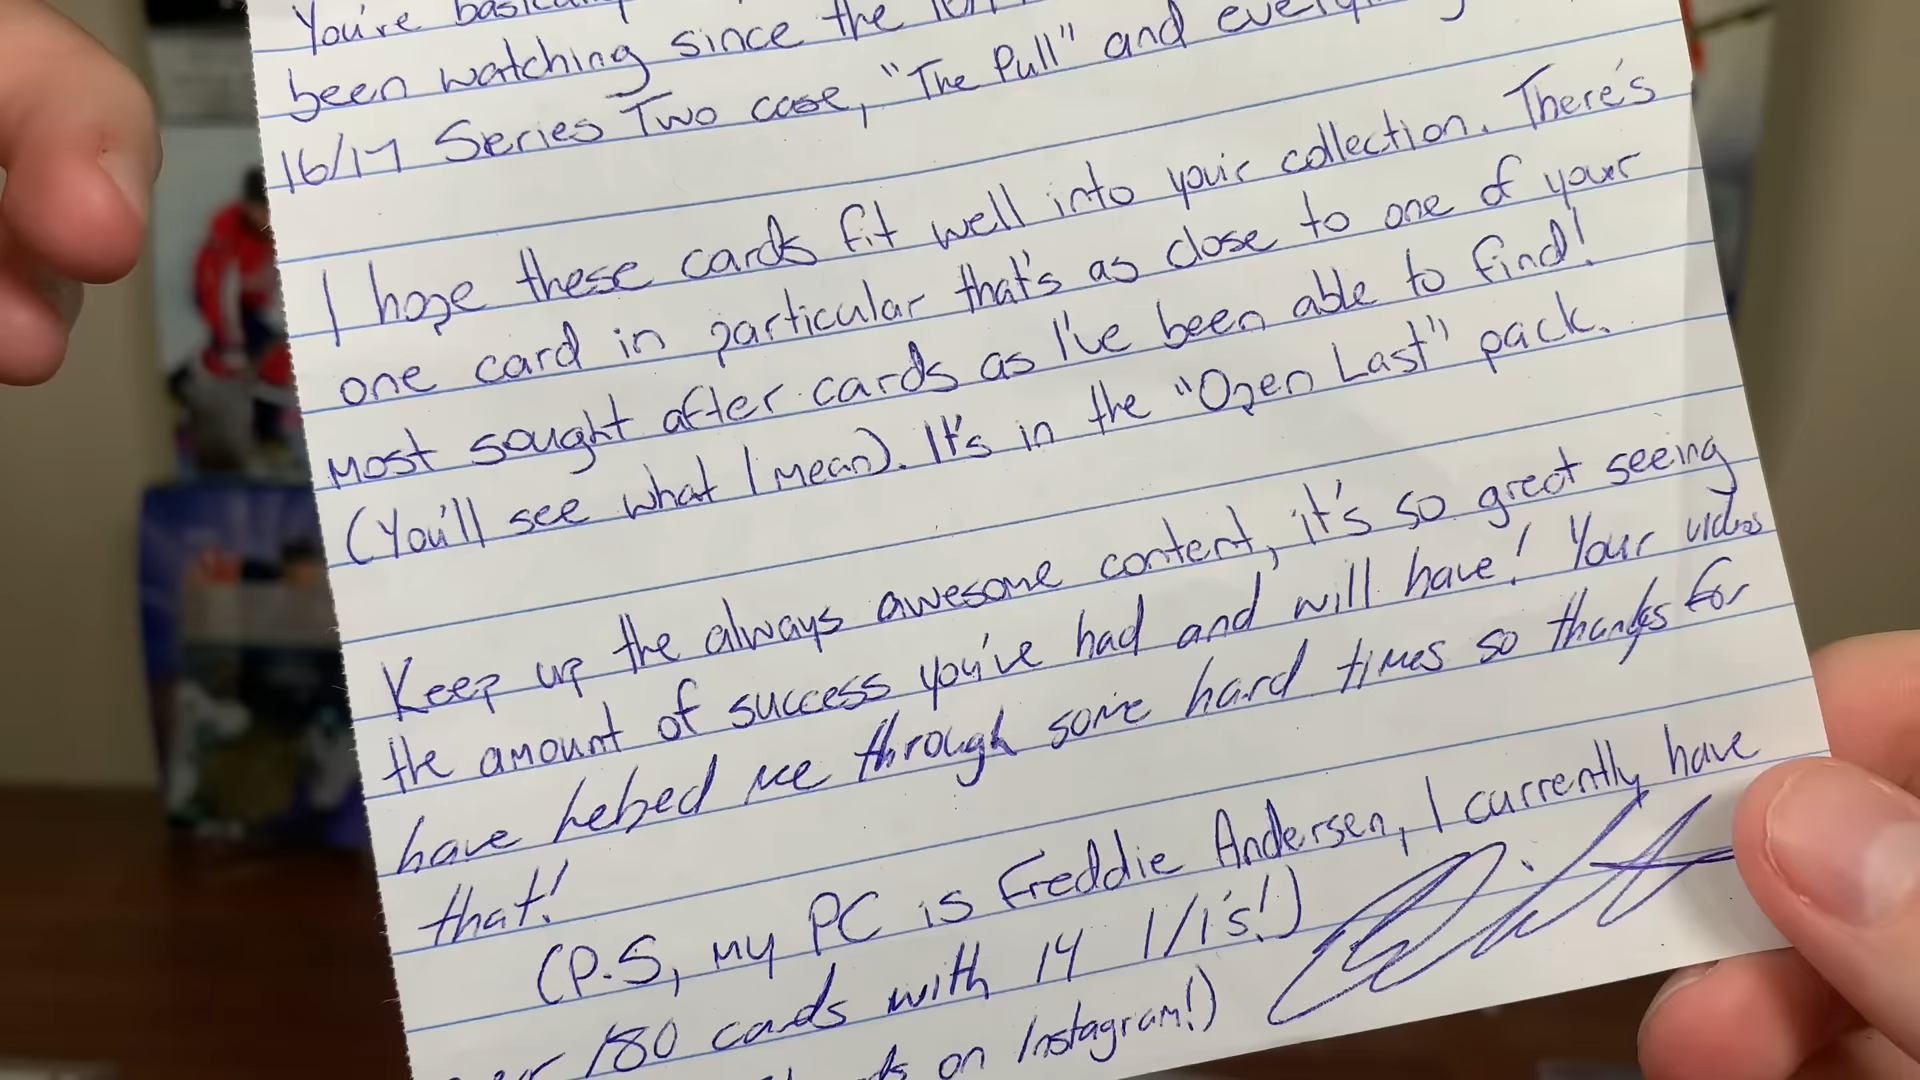 You're
been watching since the
16/17 Series Two case, "The Pull" and
I hope these cards fit well into your collection. There's
one card in particular that's as close to one of your
most sought after cards as I've been able to find!
(You'll see what I mean). It's in the "Open Last" pack.
Keep up the always awesome content, it's so great seeing
the amount of success you've had and will have! Your videos
have helped me through some hard times so thanks for
that!
(P.S, my PC is Freddie Andersen, I currently have
180 cards with 14 1/1's!)
on Instagram!)